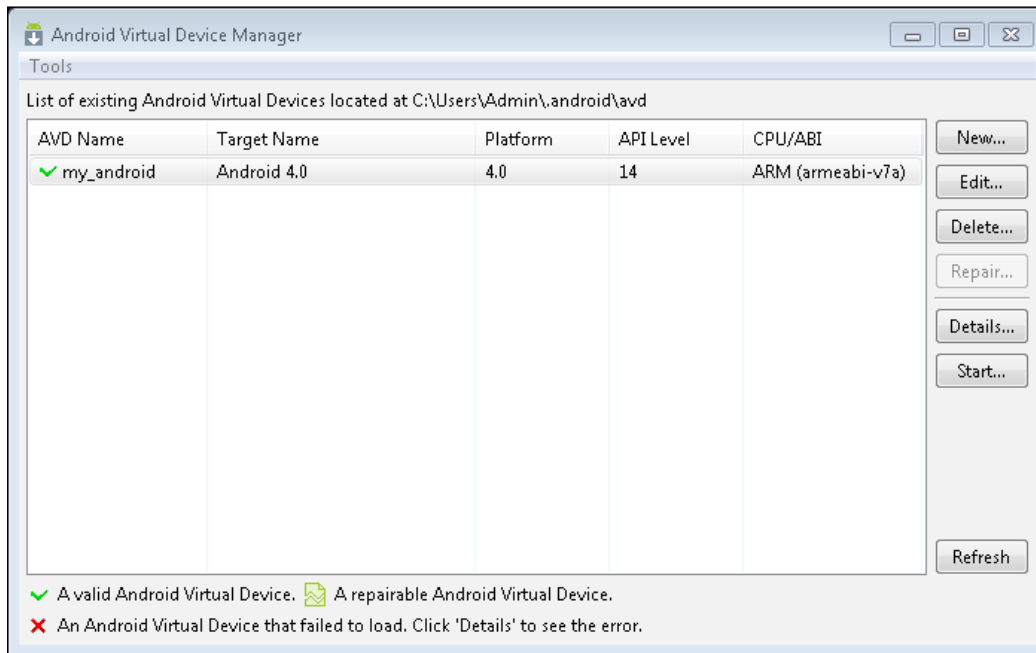 Android Virtual Device Manager
Tools
List of existing Android Virtual Devices located at C:\Users\Admin\.android\avd
AVD Name Target Name Platform API Level CPU/ABI
my_android Android 4.0 4.0 14 ARM (armeabi-v7a)
New...
Edit...
Delete...
Repair...
Details...
Start...
Refresh
A valid Android Virtual Device. A repairable Android Virtual Device.
An Android Virtual Device that failed to load. Click 'Details' to see the error.